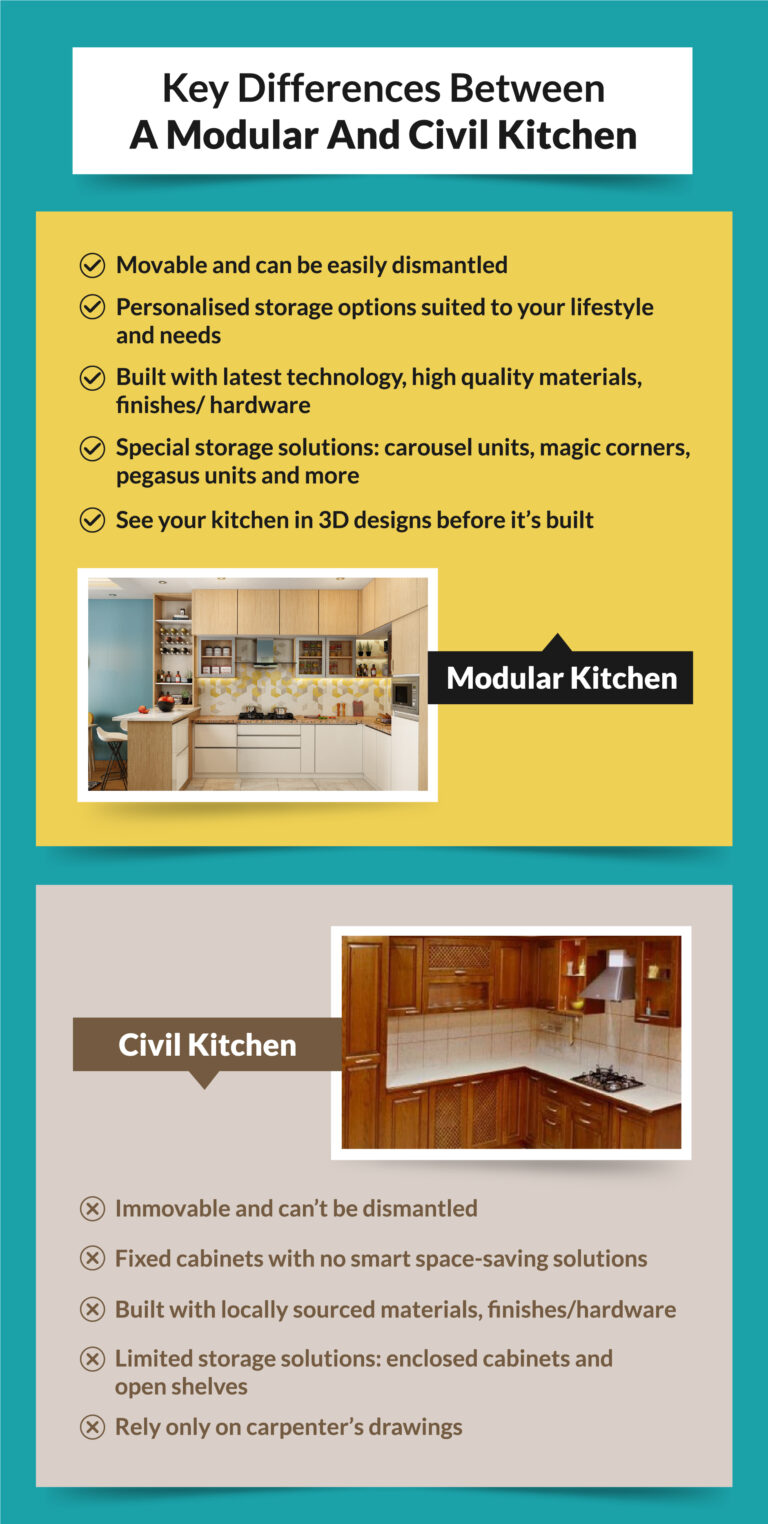 Key Differences Between
A Modular And Civil Kitchen
Movable and can be easily dismantled
Personalised storage options suited to your lifestyle
and needs
Built with latest technology, high quality materials,
finishes/ hardware
Special storage solutions: carousel units, magic corners,
pegasus units and more
See your kitchen in 3D designs before it's built
Modular Kitchen
Civil Kitchen
Immovable and can't be dismantled
Fixed cabinets with no smart space-saving solutions
Built with locally sourced materials, finishes/hardware
Limited storage solutions: enclosed cabinets and
open shelves
Rely only on carpenter's drawings